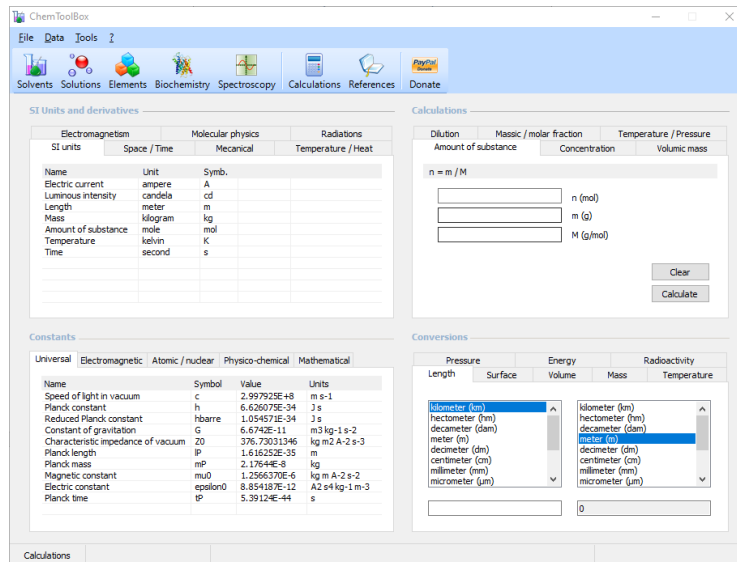 ChemToolBox
File Data Tools ?
PayPal
Donate
Solvents Solutions Elements Biochemistry Spectroscopy Calculations References Donate
SI Units and derivatives
Electromagnetism Molecular physics Radiations
SI units Space / Time Mecanical Temperature / Heat
Name Unit Symb.
Electric current ampere A
Luminous intensity candela cd
Length meter m
Mass kilogram kg
Amount of substance mole mol
Temperature kelvin K
Time second s
Calculations
Dilution Massic / molar fraction Temperature / Pressure
Amount of substance Concentration Volumic mass
n = m / M
n (mol)
m (g)
M (g/mol)
Clear
Calculate
Constants
Universal Electromagnetic Atomic / nuclear Physico-chemical Mathematical
Name Symbol Value Units
Speed of light in vacuum c 2.997925E+8 m s-1
Planck constant h 6.626075E-34 J s
Reduced Planck constant hbarre 1.054571E-34 J s
Constant of gravitation G 6.6742E-11 m3 kg-1 s-2
Characteristic impedance of vacuum Z0 376.73031346 kg m2 A-2 s-3
Planck length lP 1.616252E-35 m
Planck mass mP 2.17644E-8 kg
Magnetic constant mu0 1.2566370E-6 kg m A-2 s-2
Electric constant epsilon0 8.854187E-12 A2 s4 kg-1 m-3
Planck time tP 5.39124E-44 s
Conversions
Pressure Energy Radioactivity
Length Surface Volume Mass Temperature
kilometer (km) kilometer (km)
hectometer (hm) hectometer (hm)
decameter (dam) decameter (dam)
meter (m) meter (m)
decimeter (dm) decimeter (dm)
centimeter (cm) centimeter (cm)
millimeter (mm) millimeter (mm)
micrometer (µm) micrometer (µm)
0
Calculations